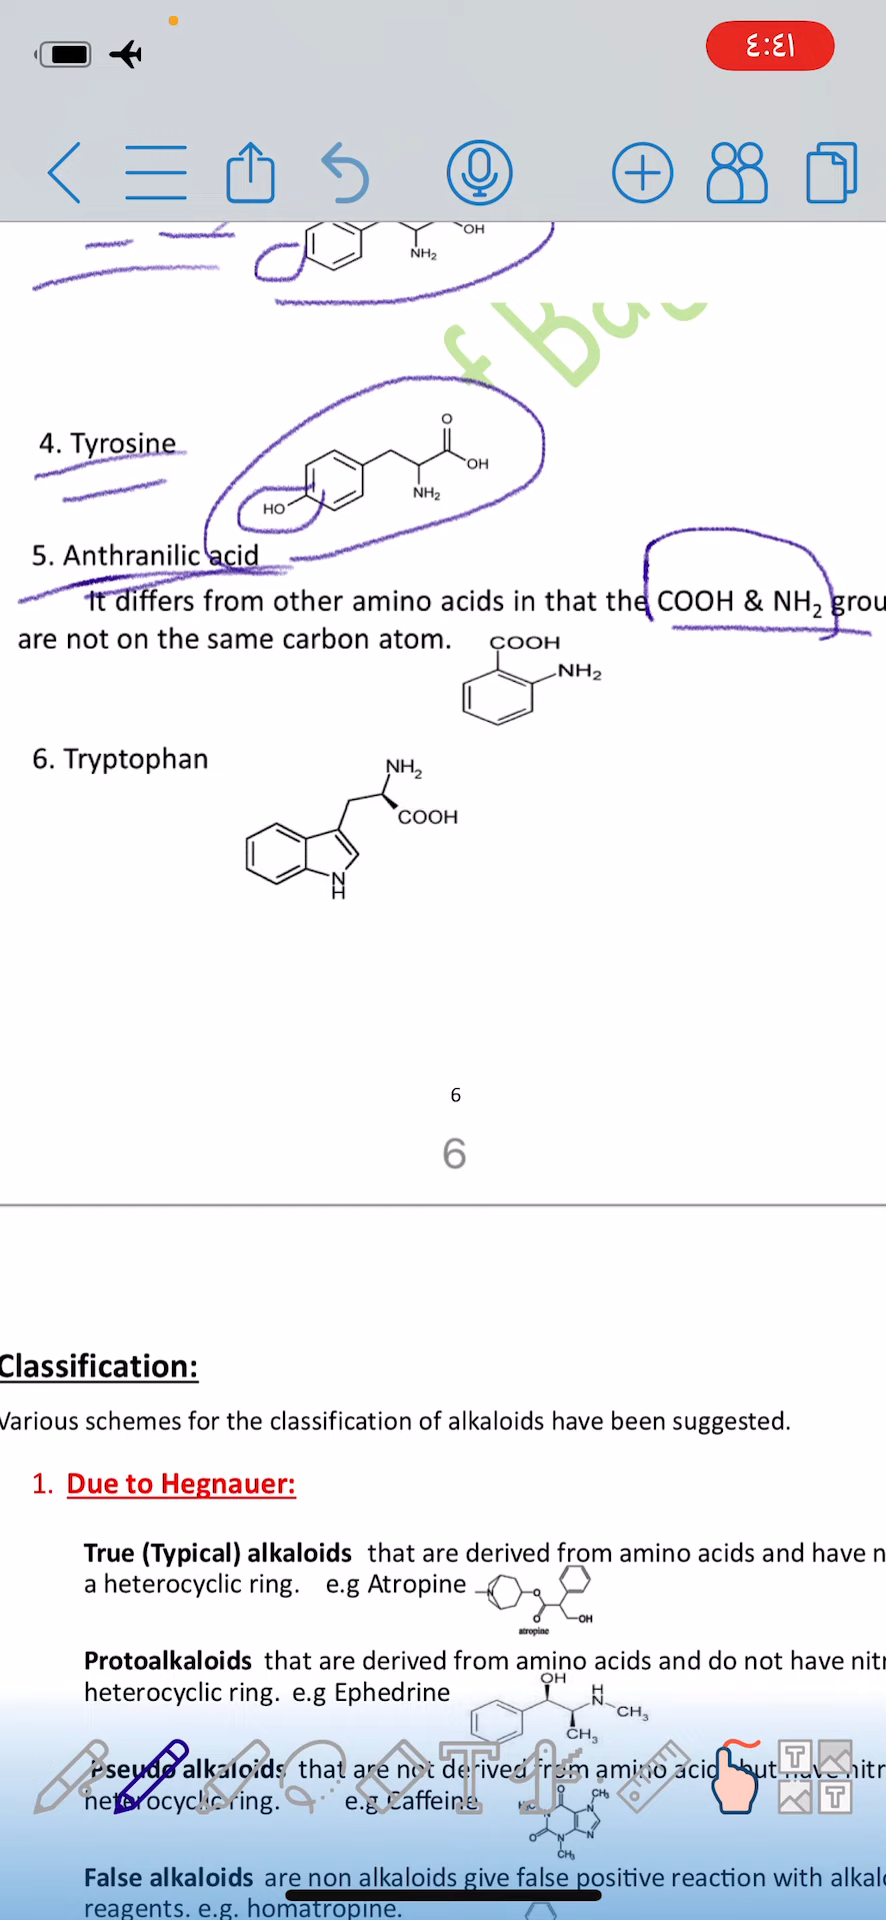 ٤:٤١
OH
NH₂
f Bac
4. Tyrosine
O
OH
NH₂
HO
5. Anthranilic acid
It differs from other amino acids in that the COOH & NH₂ grou
are not on the same carbon atom.
COOH
NH₂
6. Tryptophan
NH₂
COOH
N
H
6
6
Classification:
Various schemes for the classification of alkaloids have been suggested.
1. Due to Hegnauer:
True (Typical) alkaloids that are derived from amino acids and have n
a heterocyclic ring. e.g Atropine
N
O
O
OH
atropine
Protoalkaloids that are derived from amino acids and do not have nitr
heterocyclic ring. e.g Ephedrine
OH
H
N
CH₃
CH₃
Pseudo alkaloids that are not derived from amino acid but have nitr
heterocyclic ring. e.g Caffeine
O
CH₃
N
N
O
N
CH₃
False alkaloids are non alkaloids give false positive reaction with alkal
reagents. e.g. homatropine.